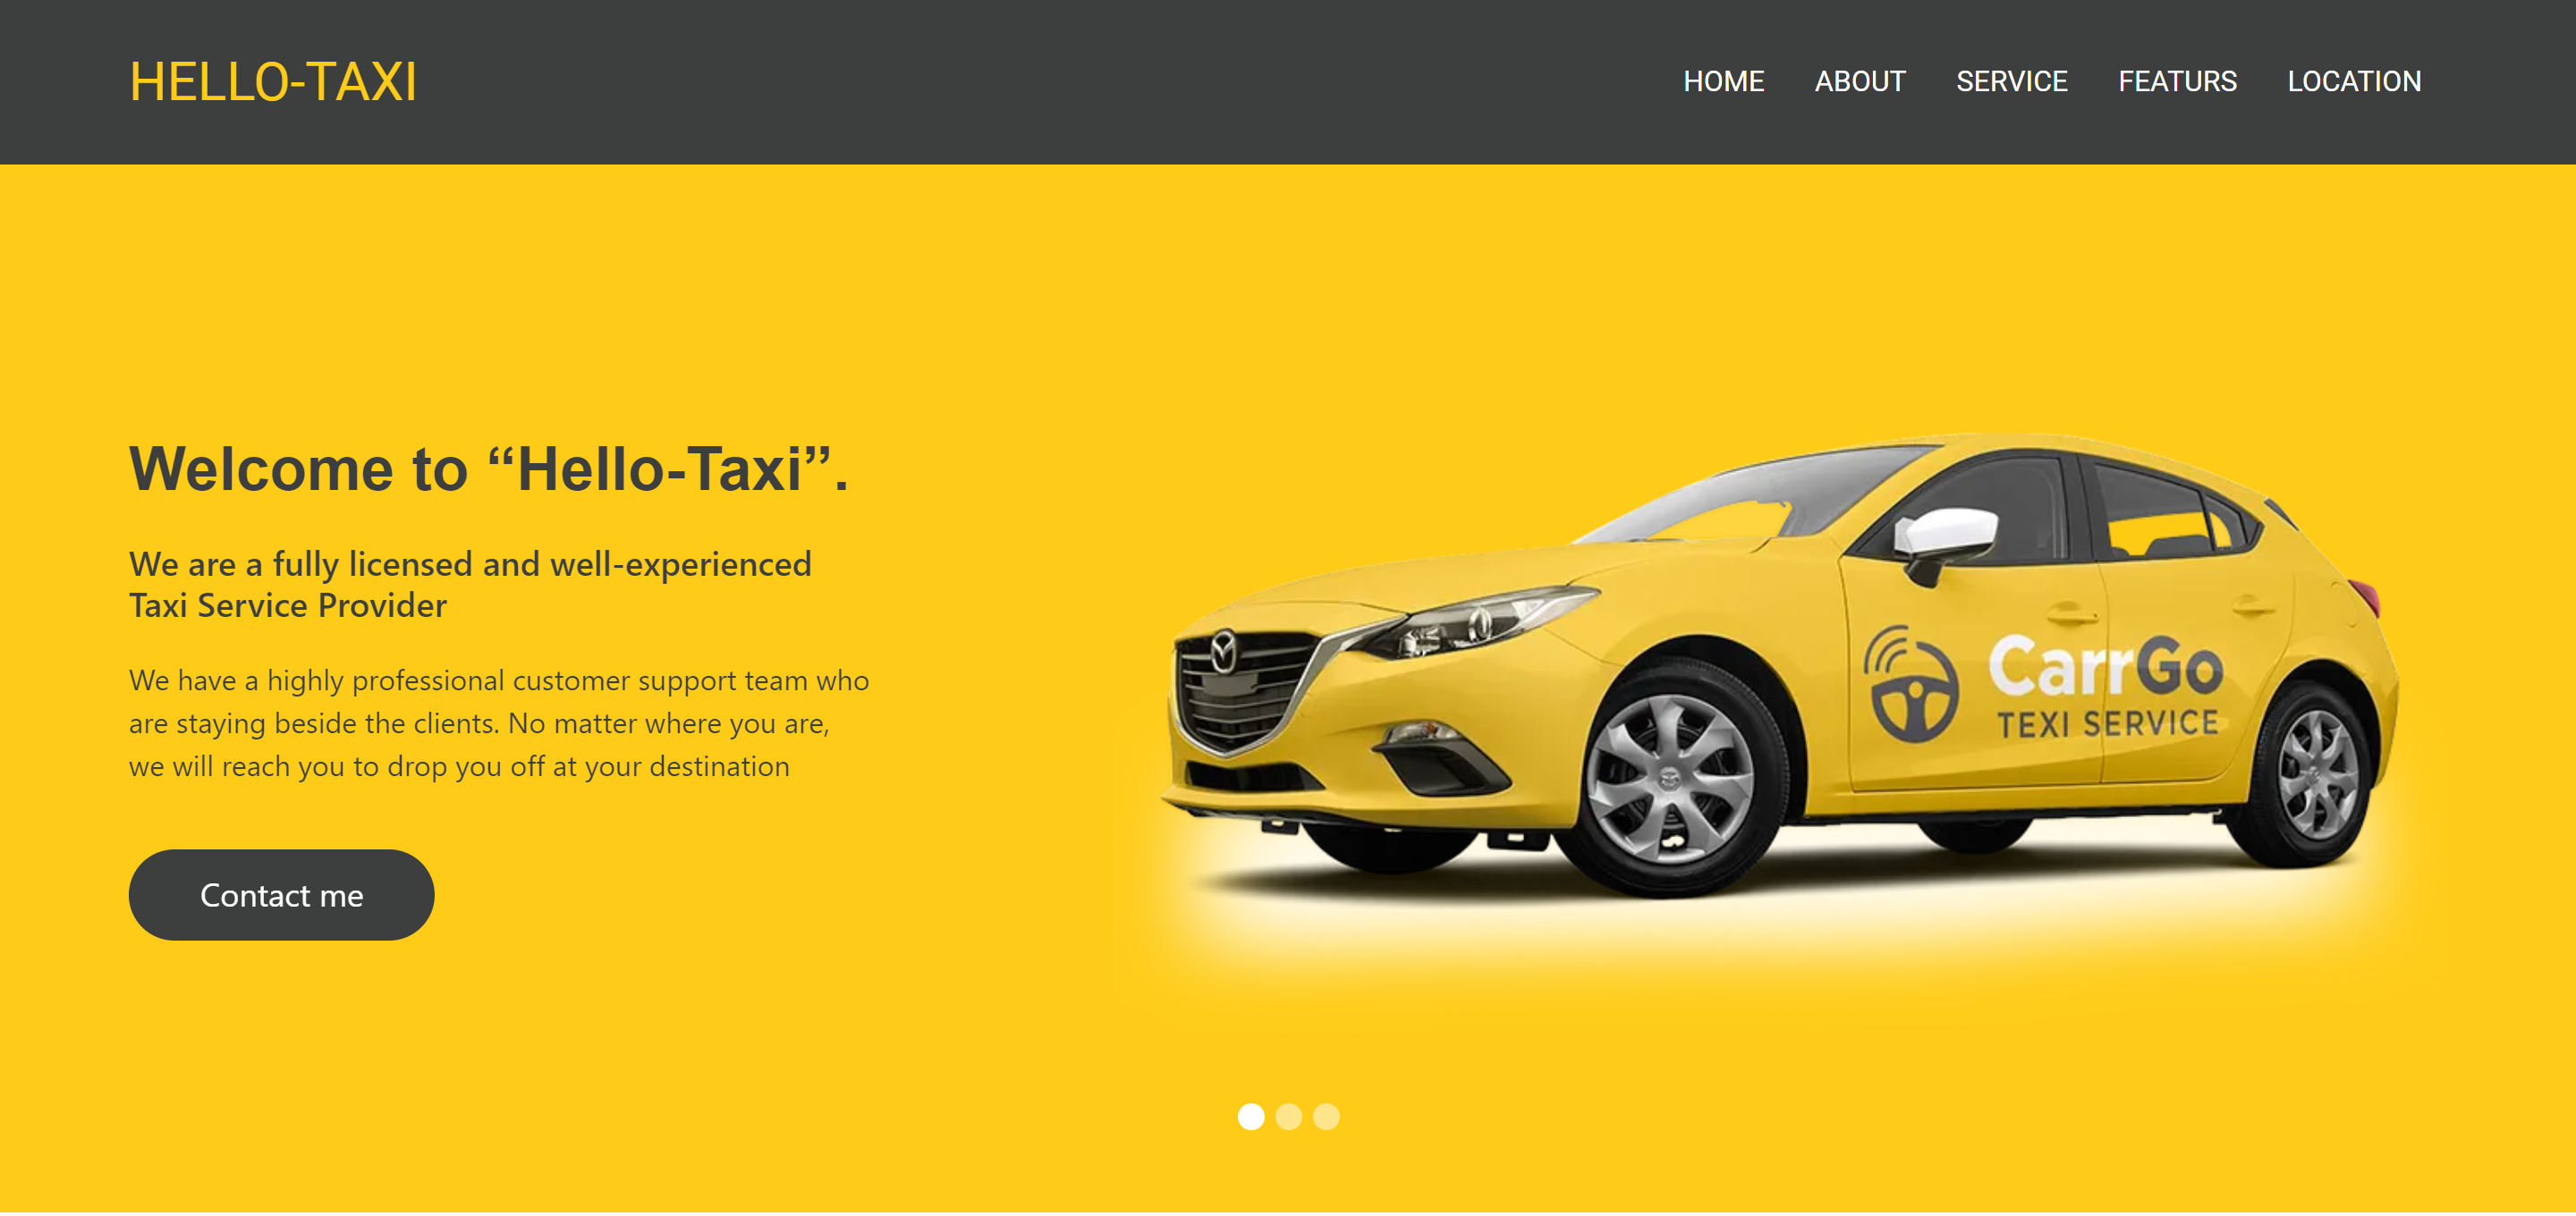 HELLO-TAXI
HOME ABOUT SERVICE FEATURS LOCATION
Welcome to “Hello-Taxi”.
We are a fully licensed and well-experienced
Taxi Service Provider
We have a highly professional customer support team who
are staying beside the clients. No matter where you are,
we will reach you to drop you off at your destination
Contact me
CarrGo
TEXI SERVICE